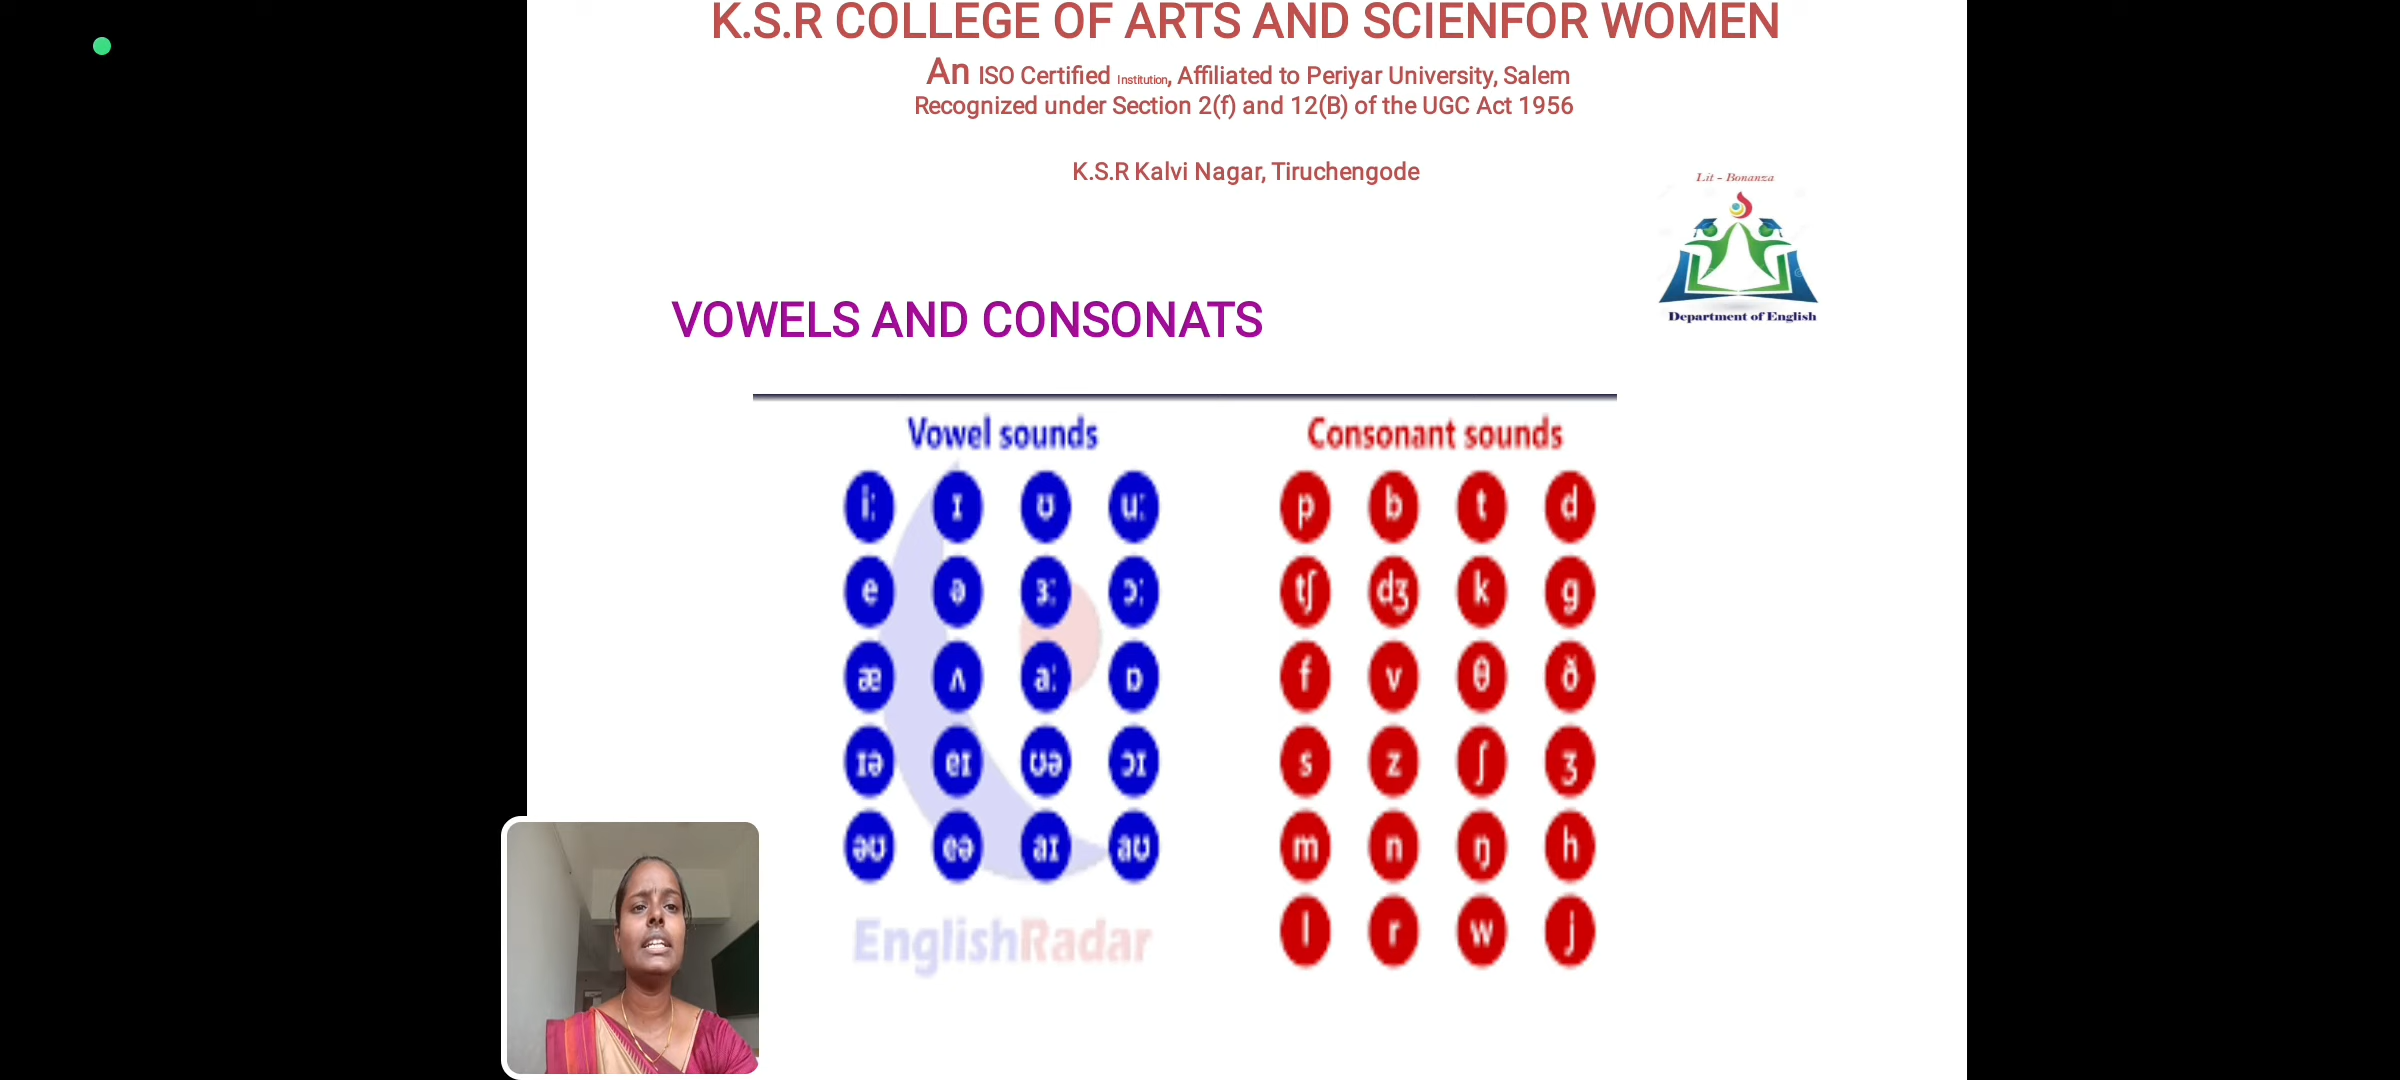 K.S.R COLLEGE OF ARTS AND SCIENFOR WOMEN
An ISO Certified Institution, Affiliated to Periyar University, Salem
Recognized under Section 2(f) and 12(B) of the UGC Act 1956
K.S.R Kalvi Nagar, Tiruchengode
Lit - Bonanza
Department of English
VOWELS AND CONSONATS
Vowel sounds
iː ɪ ʊ uː
e ə ɜː ɔː
æ ʌ aː ɒ
ɪə eɪ ʊə ɔɪ
əʊ eə aɪ aʊ
EnglishRadar
Consonant sounds
p b t d
tʃ dʒ k g
f v θ ð
s z ʃ ʒ
m n ŋ h
l r w j